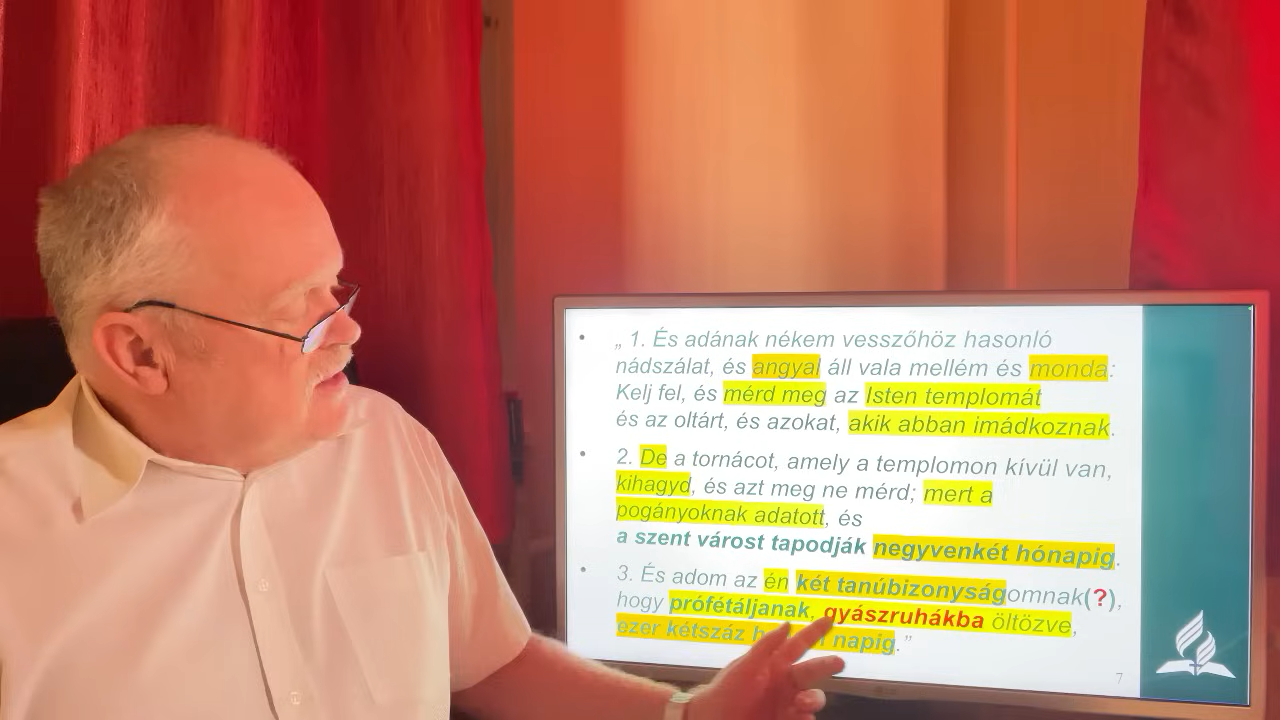 • „ 1. És adának nékem vesszőhöz hasonló
nádszálat, és angyal áll vala mellém és monda:
Kelj fel, és mérd meg az Isten templomát
és az oltárt, és azokat, akik abban imádkoznak.
• 2. De a tornácot, amely a templomon kívül van,
kihagyd, és azt meg ne mérd; mert a
pogányoknak adatott, és
a szent várost tapodják negyvenkét hónapig.
• 3. És adom az én két tanúbizonyságomnak(?),
hogy prófétáljanak, gyászruhákba öltözve,
ezer kétszáz napig.”
7